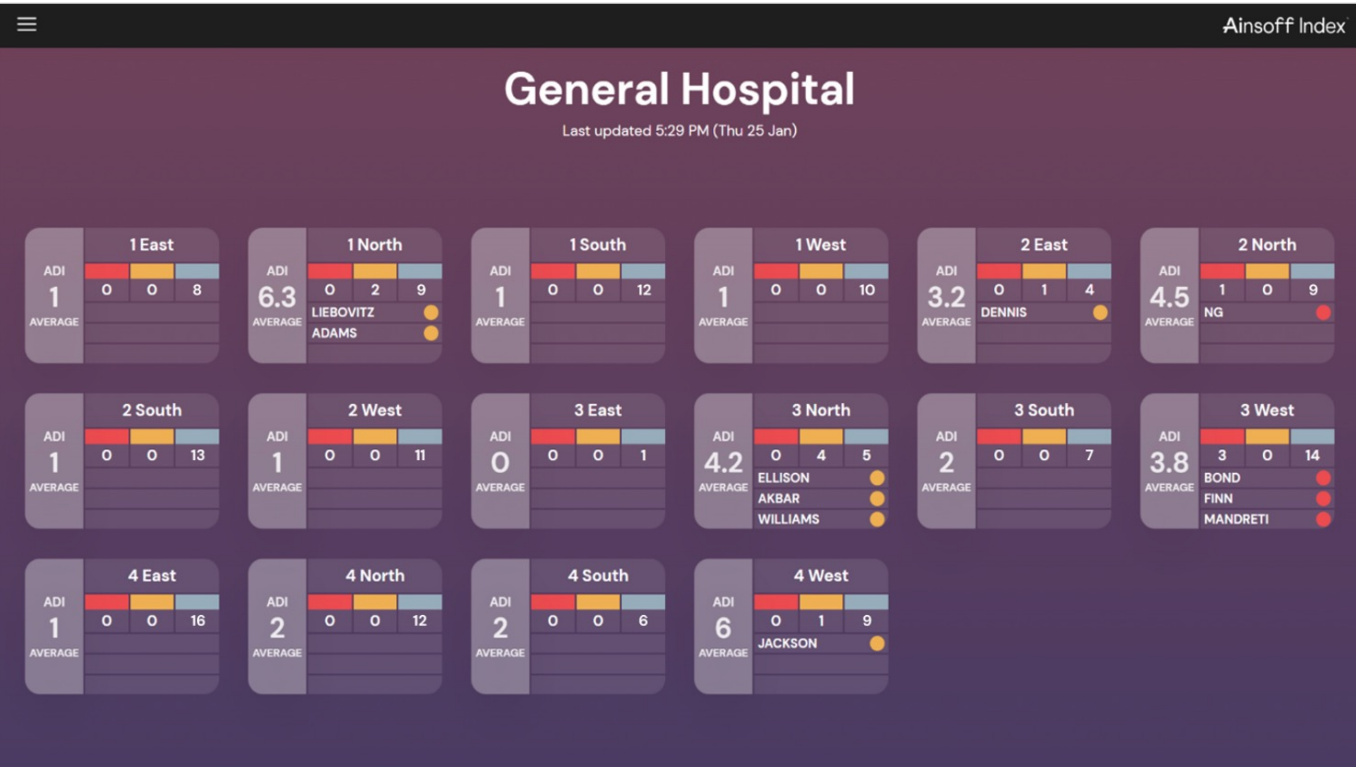 Ainsoff Index
General Hospital
Last updated 5:29 PM (Thu 25 Jan)
1 East
ADI
1
AVERAGE
0 0 8
1 North
ADI
6.3
AVERAGE
0 2 9
LIEBOVITZ
ADAMS
1 South
ADI
1
AVERAGE
0 0 12
1 West
ADI
1
AVERAGE
0 0 10
2 East
ADI
3.2
AVERAGE
0 1 4
DENNIS
2 North
ADI
4.5
AVERAGE
1 0 9
NG
2 South
ADI
1
AVERAGE
0 0 13
2 West
ADI
1
AVERAGE
0 0 11
3 East
ADI
0
AVERAGE
0 0 1
3 North
ADI
4.2
AVERAGE
0 4 5
ELLISON
AKBAR
WILLIAMS
3 South
ADI
2
AVERAGE
0 0 7
3 West
ADI
3.8
AVERAGE
3 0 14
BOND
FINN
MANDRETI
4 East
ADI
1
AVERAGE
0 0 16
4 North
ADI
2
AVERAGE
0 0 12
4 South
ADI
2
AVERAGE
0 0 6
4 West
ADI
6
AVERAGE
0 1 9
JACKSON